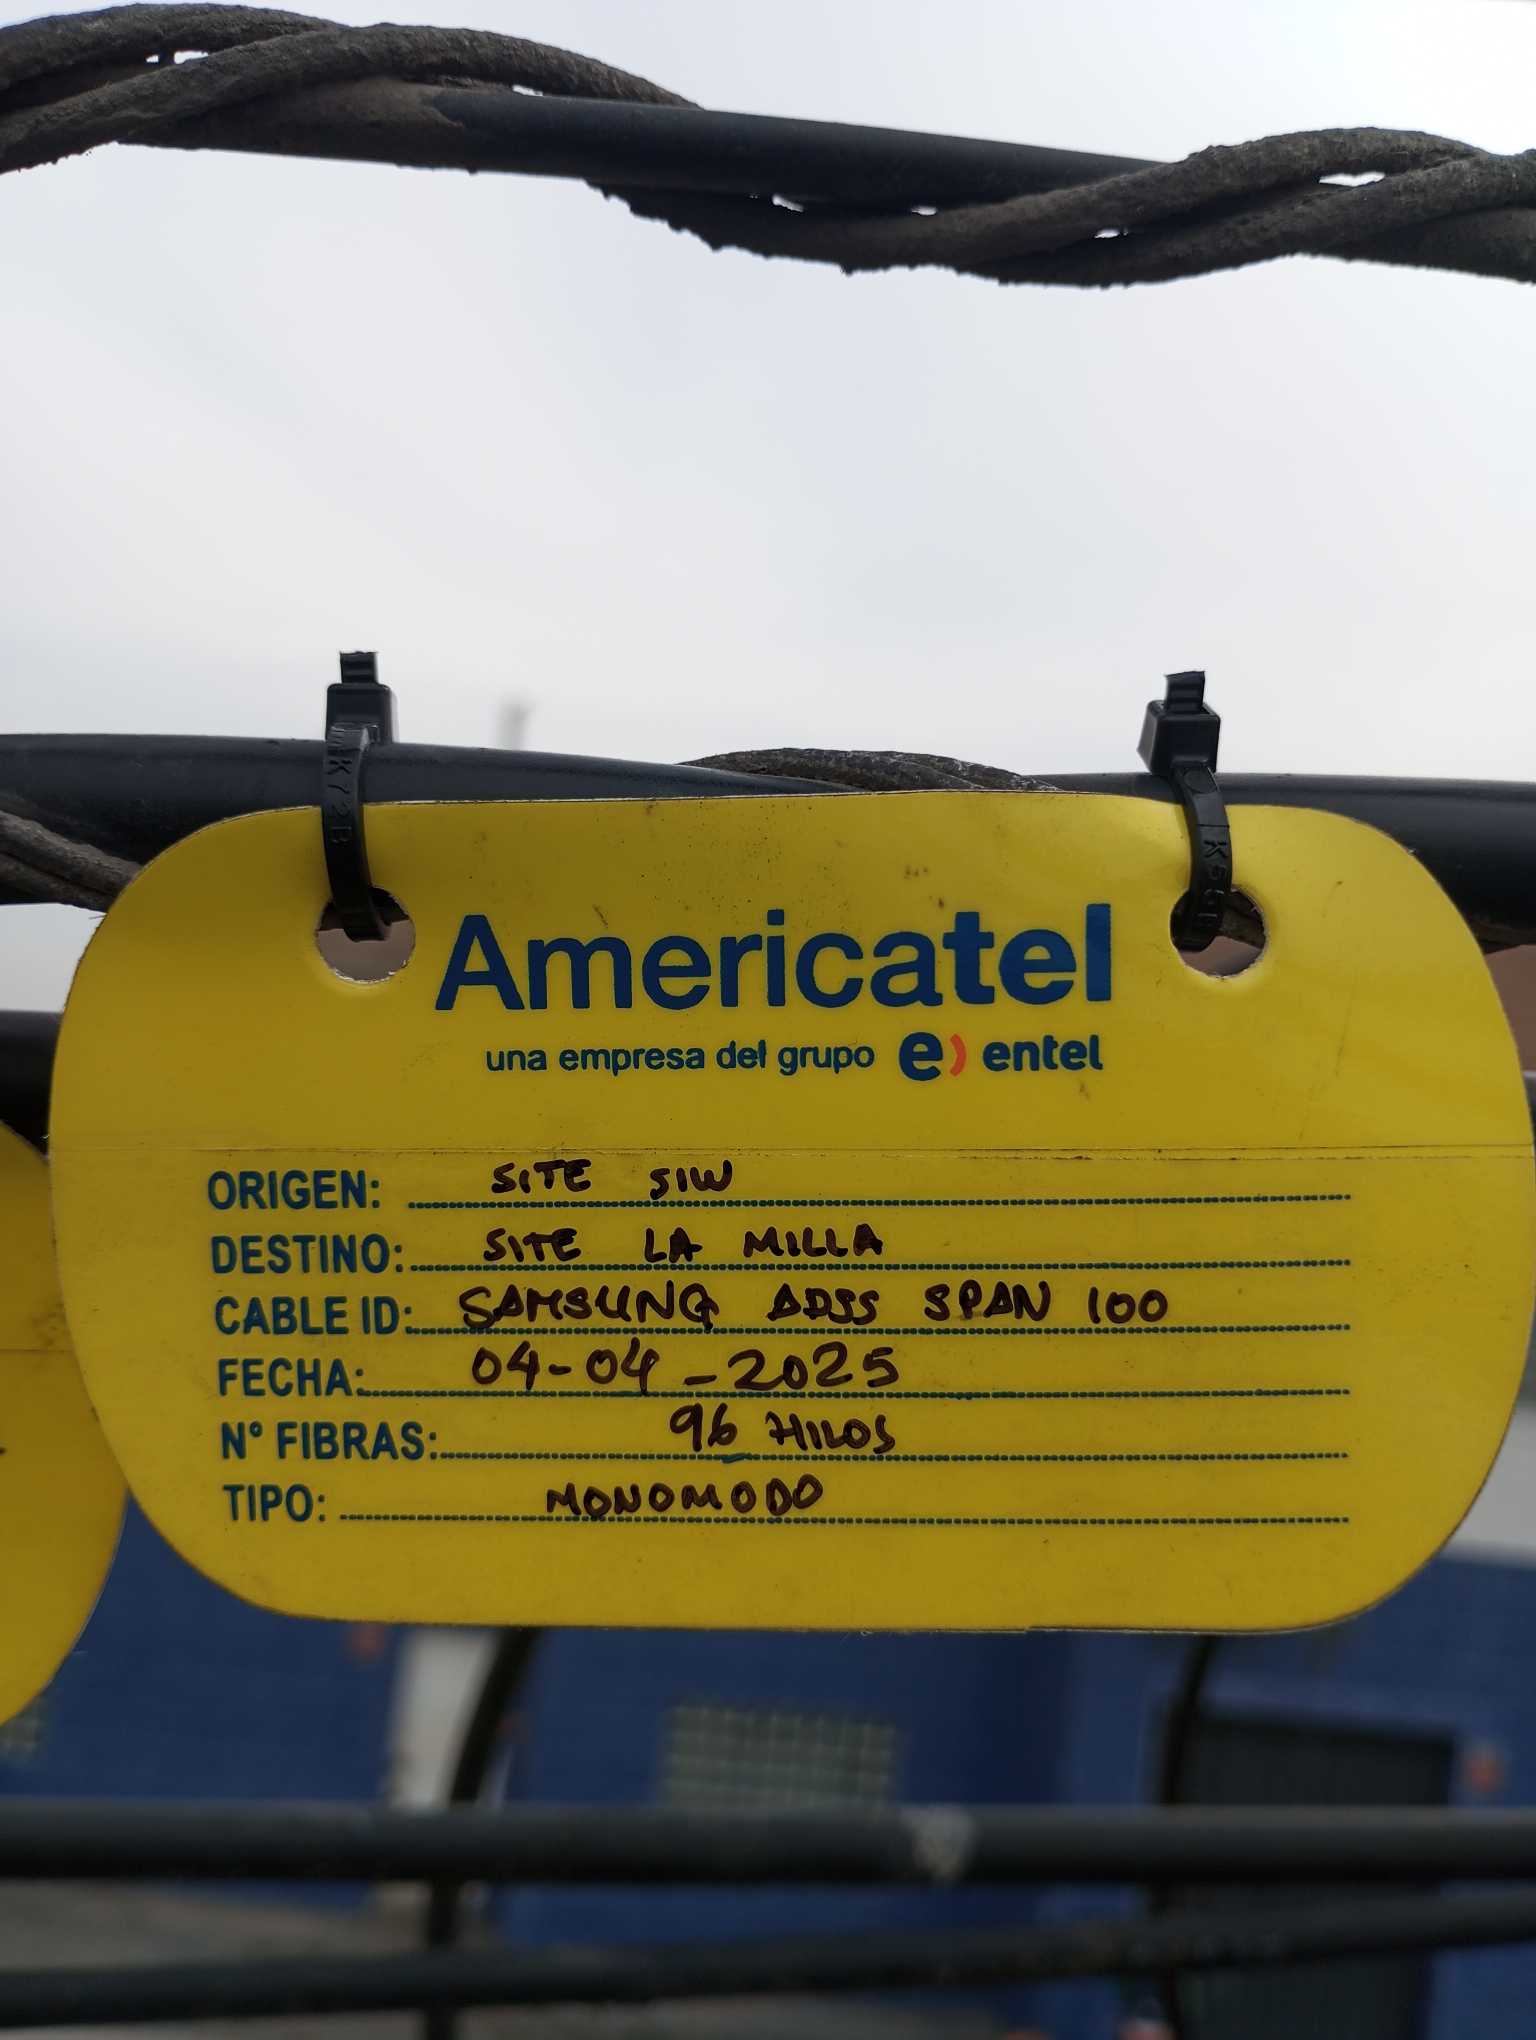 Americatel
una empresa del grupo e) entel
ORIGEN: SITE SIW
DESTINO: SITE LA MILLA
CABLE ID: SAMSUNG ADSS SPAN 100
FECHA: 04-04-2025
N° FIBRAS: 96 HILOS
TIPO: MONOMODO